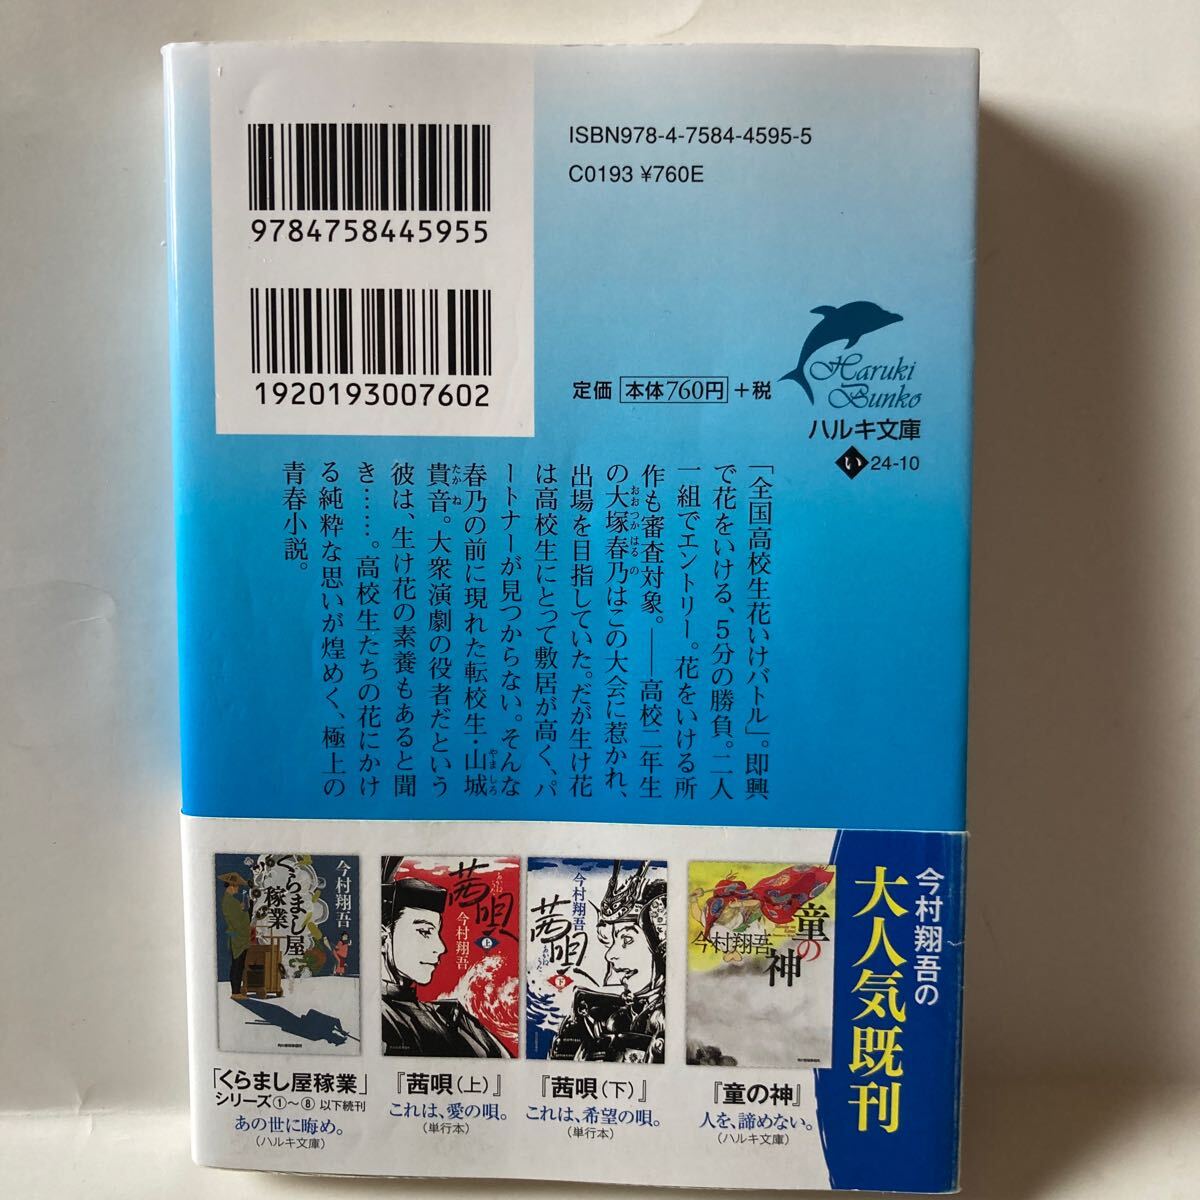 9784758445955
ISBN978-4-7584-4595-5
C0193 ¥760E
1920193007602
定価 本体760円 +税
Haruki
Bunko
ハルキ文庫
い 24-10
「全国高校生花いけバトル」。即興
で花をいける、5分の勝負。二人
一組でエントリー。花をいける所
作も審査対象。――高校二年生
の大塚春乃はこの大会に惹かれ、
おおつかはるの
出場を目指していた。だが生け花
は高校生にとって敷居が高く、パ
ートナーが見つからない。そんな
春乃の前に現れた転校生・山城
やましろ
貴音。大衆演劇の役者だという
たかね
彼は、生け花の素養もあると聞
き……。高校生たちの花にかけ
る純粋な思いが煌めく、極上の
青春小説。
今村翔吾の
大人気既刊
今村翔吾
くらまし屋
稼業
茜唄
上
今村翔吾
今村翔吾
茜唄
下
童の神
今村翔吾
「くらまし屋稼業」
シリーズ①〜⑧ 以下続刊
あの世に晦め。
（ハルキ文庫）
『茜唄（上）』
これは、愛の唄。
（単行本）
『茜唄（下）』
これは、希望の唄。
（単行本）
『童の神』
人を、諦めない。
（ハルキ文庫）